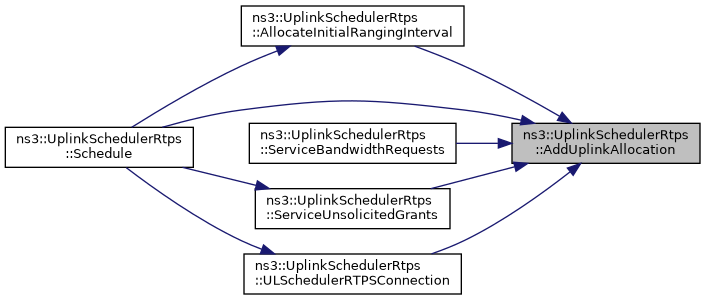 ns3::UplinkSchedulerRtps
::AllocateInitialRangingInterval
ns3::UplinkSchedulerRtps
::Schedule
ns3::UplinkSchedulerRtps
::ServiceBandwidthRequests
ns3::UplinkSchedulerRtps
::AddUplinkAllocation
ns3::UplinkSchedulerRtps
::ServiceUnsolicitedGrants
ns3::UplinkSchedulerRtps
::ULSchedulerRTPSConnection